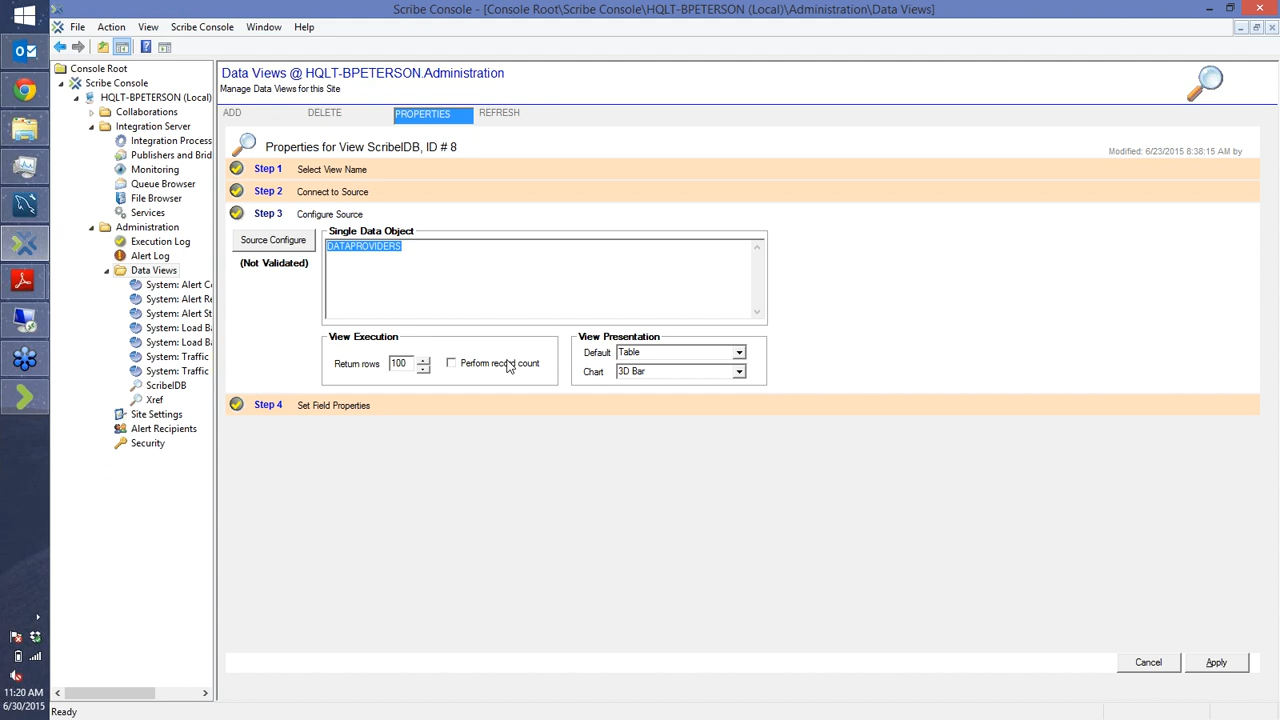 Scribe Console - [Console Root\Scribe Console\HQLT-BPETERSON (Local)\Administration\Data Views]
File Action View Scribe Console Window Help
Console Root
Scribe Console
HQLT-BPETERSON (Local)
Collaborations
Integration Server
Integration Process
Publishers and Brid
Monitoring
Queue Browser
File Browser
Services
Administration
Execution Log
Alert Log
Data Views
System: Alert Co
System: Alert Re
System: Alert St
System: Load Ba
System: Load Ba
System: Traffic
System: Traffic
ScribeIDB
Xref
Site Settings
Alert Recipients
Security
Data Views @ HQLT-BPETERSON.Administration
Manage Data Views for this Site
ADD DELETE PROPERTIES REFRESH
Properties for View ScribeIDB, ID # 8
Modified: 6/23/2015 8:38:15 AM by
Step 1 Select View Name
Step 2 Connect to Source
Step 3 Configure Source
Source Configure
(Not Validated)
Single Data Object
DATAPROVIDERS
View Execution
Return rows 100 Perform record count
View Presentation
Default Table
Chart 3D Bar
Step 4 Set Field Properties
Cancel Apply
11:20 AM
6/30/2015
Ready